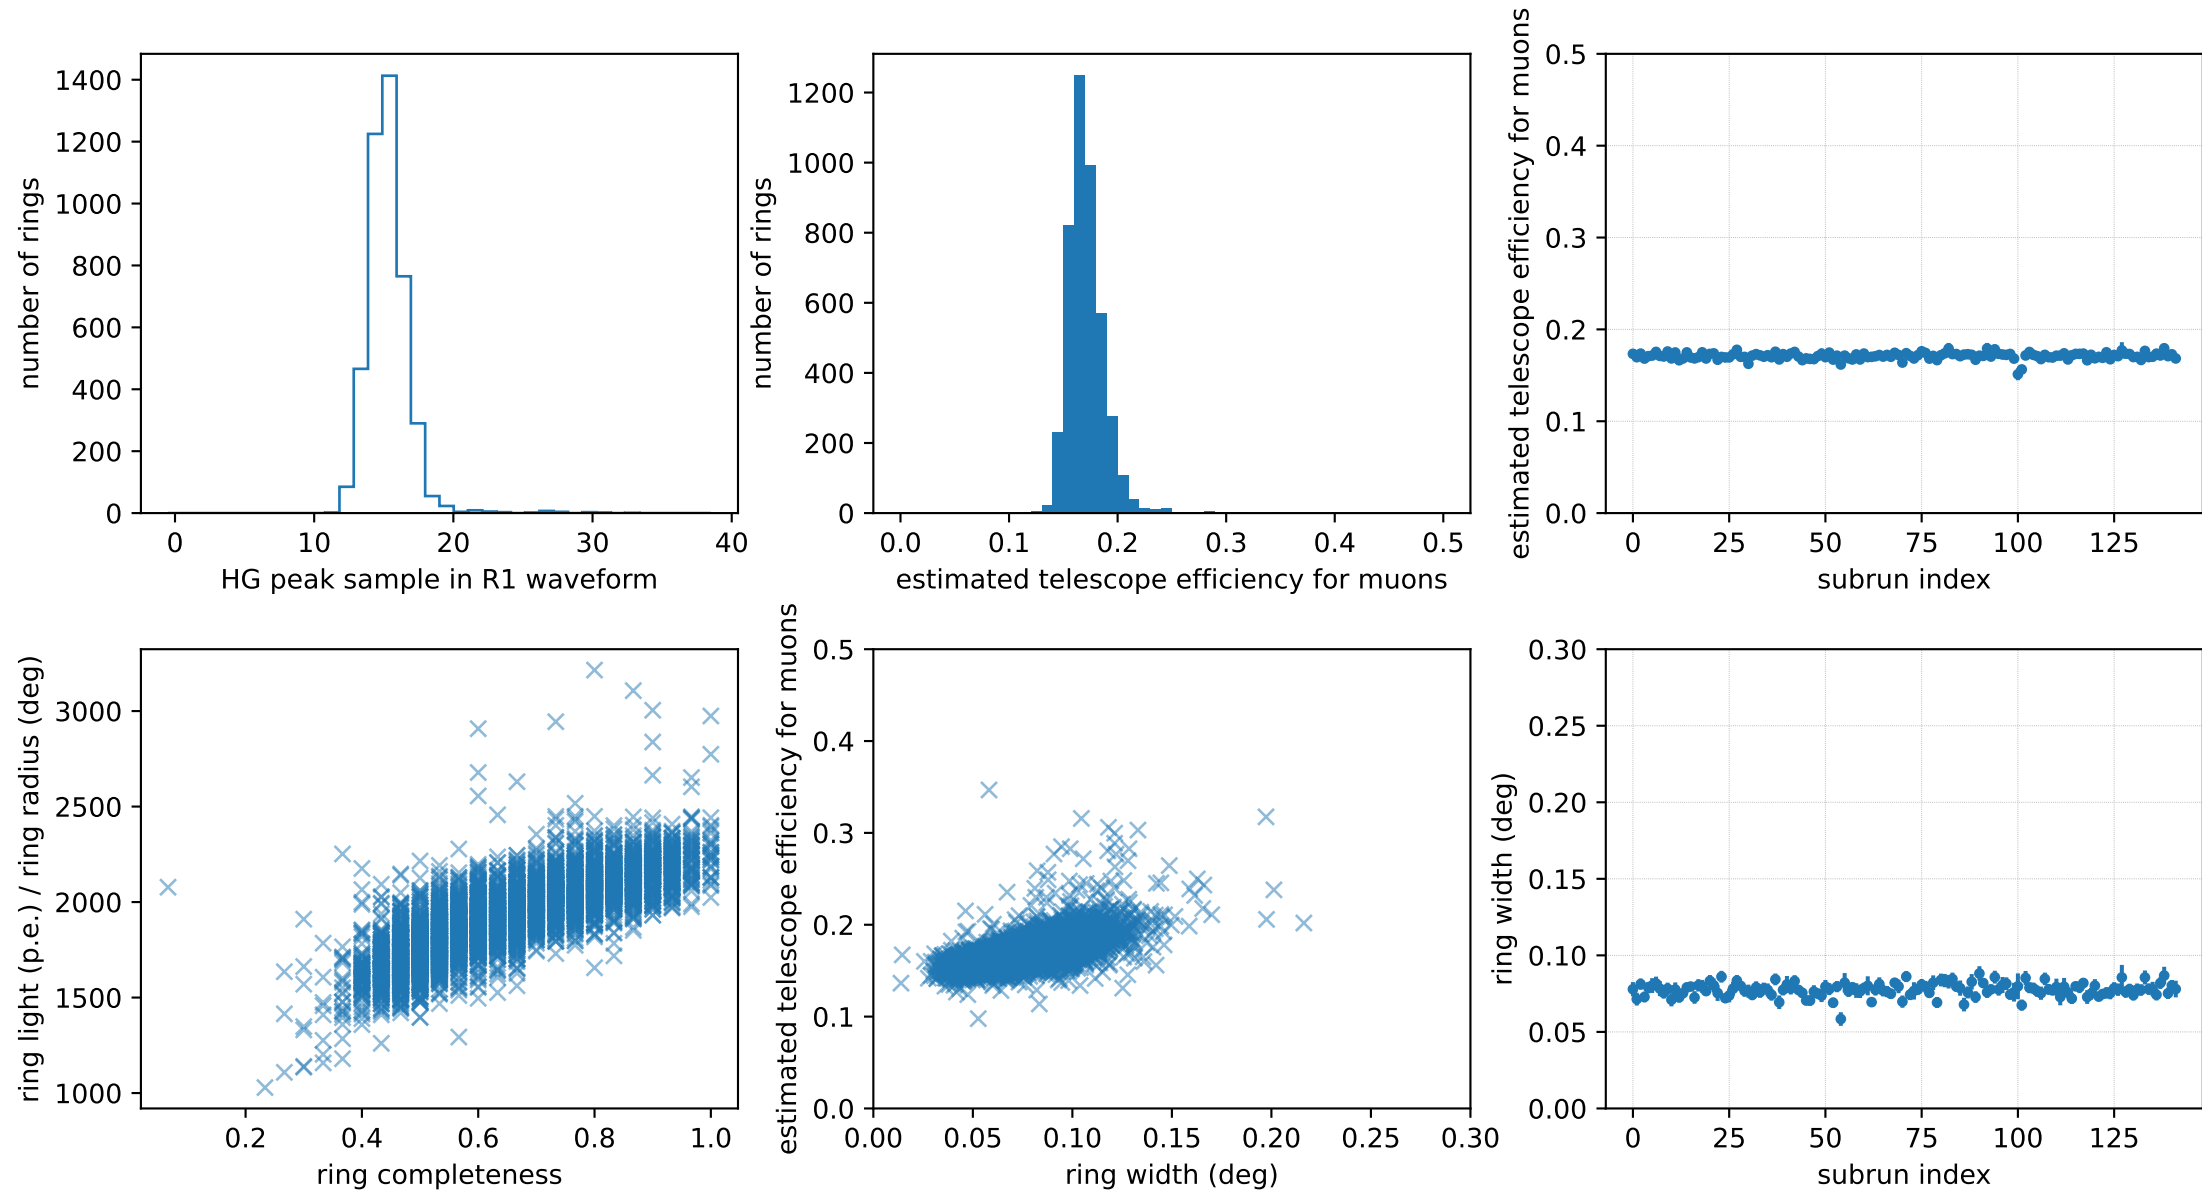 number of rings
1400
1200
1000
800
600
400
200
0
0 10 20 30 40
HG peak sample in R1 waveform
number of rings
1200
1000
800
600
400
200
0
0.0 0.1 0.2 0.3 0.4 0.5
estimated telescope efficiency for muons
estimated telescope efficiency for muons
0.5
0.4
0.3
0.2
0.1
0.0
0 25 50 75 100 125
subrun index
ring light (p.e.) / ring radius (deg)
3000
2500
2000
1500
1000
0.2 0.4 0.6 0.8 1.0
ring completeness
estimated telescope efficiency for muons
0.5
0.4
0.3
0.2
0.1
0.0
0.00 0.05 0.10 0.15 0.20 0.25 0.30
ring width (deg)
ring width (deg)
0.30
0.25
0.20
0.15
0.10
0.05
0.00
0 25 50 75 100 125
subrun index